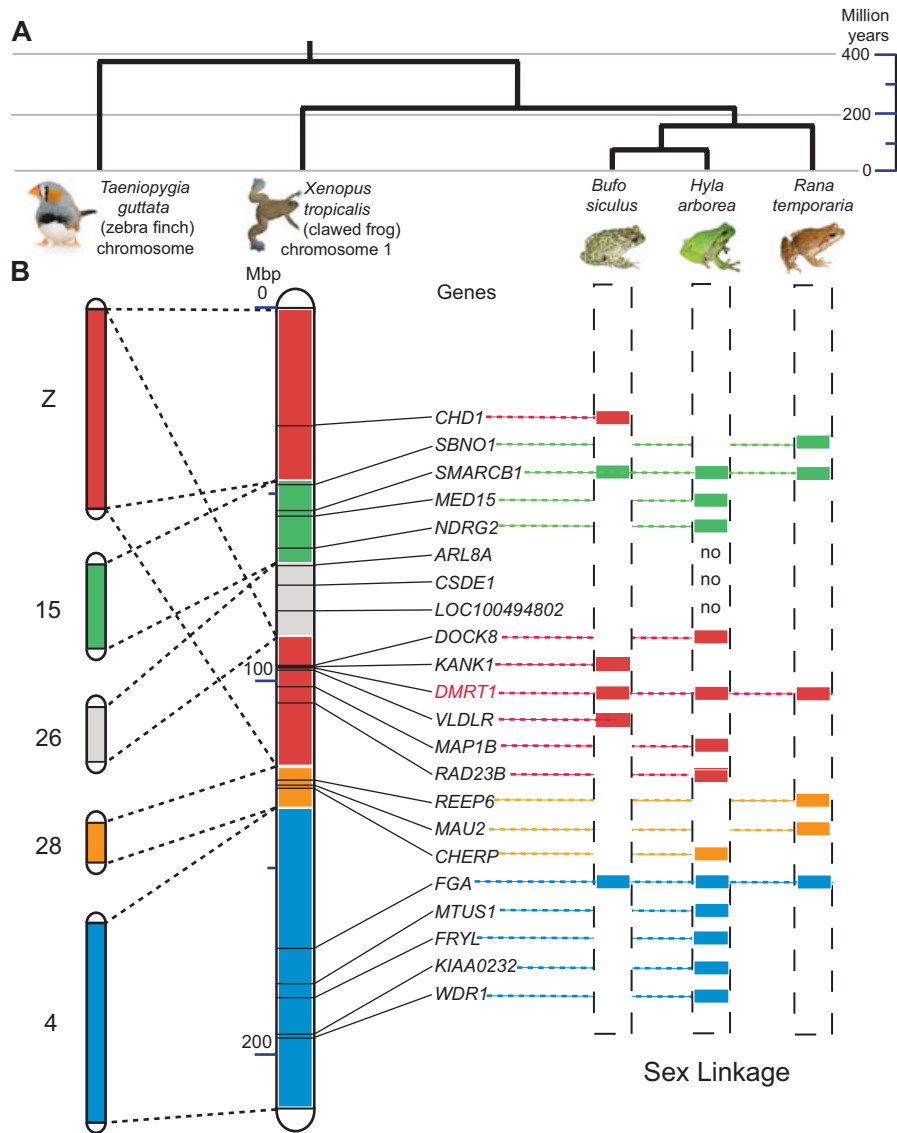 A
Million
years
400
200
0
Taeniopygia
guttata
(zebra finch)
chromosome
Xenopus
tropicalis
(clawed frog)
chromosome 1
Bufo
siculus
Hyla
arborea
Rana
temporaria
B
Mbp
0
Genes
Z
CHD1
SBNO1
SMARCB1
MED15
NDRG2
ARL8A no
15
CSDE1 no
LOC100494802 no
DOCK8
KANK1
100
DMRT1
VLDLR
26
MAP1B
RAD23B
REEP6
MAU2
28
CHERP
FGA
MTUS1
FRYL
KIAA0232
WDR1
4
200
Sex Linkage